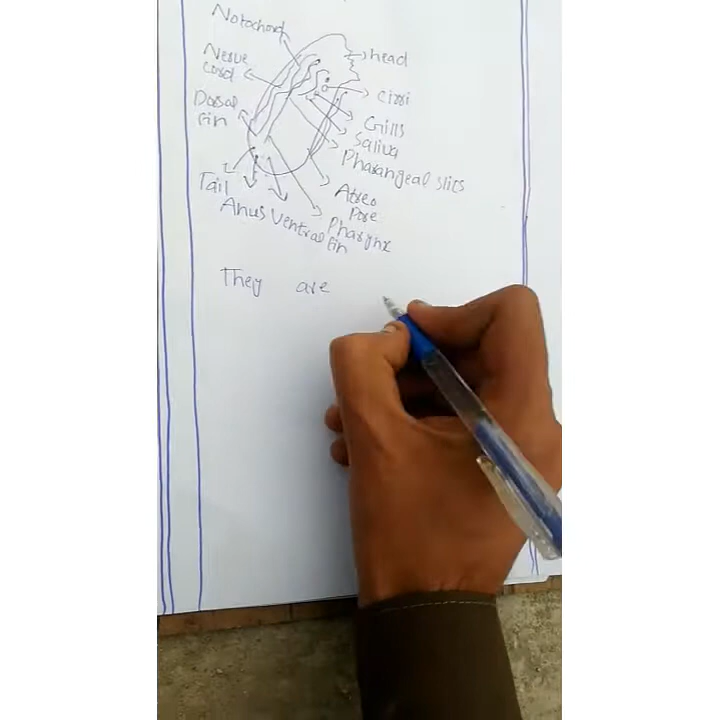 Notochord
head
Nerve
cord
Cirri
Dorsal
fin
Gills
Saliva
Pharangeal slits
Tail
Atreo
Pore
Anus
Ventral
fin
Pharynx
They are